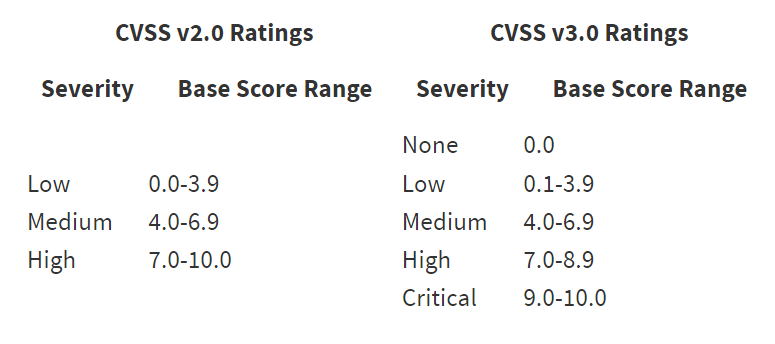 CVSS v2.0 Ratings CVSS v3.0 Ratings
Severity Base Score Range Severity Base Score Range
None 0.0
Low 0.0-3.9 Low 0.1-3.9
Medium 4.0-6.9 Medium 4.0-6.9
High 7.0-10.0 High 7.0-8.9
Critical 9.0-10.0